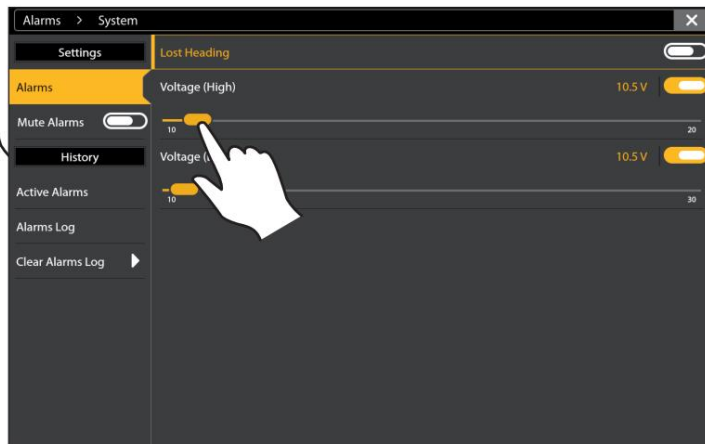 Alarms > System
Settings
Lost Heading
Alarms
Voltage (High)
10.5 V
Mute Alarms
10
20
History
Voltage
10.5 V
Active Alarms
10
30
Alarms Log
Clear Alarms Log